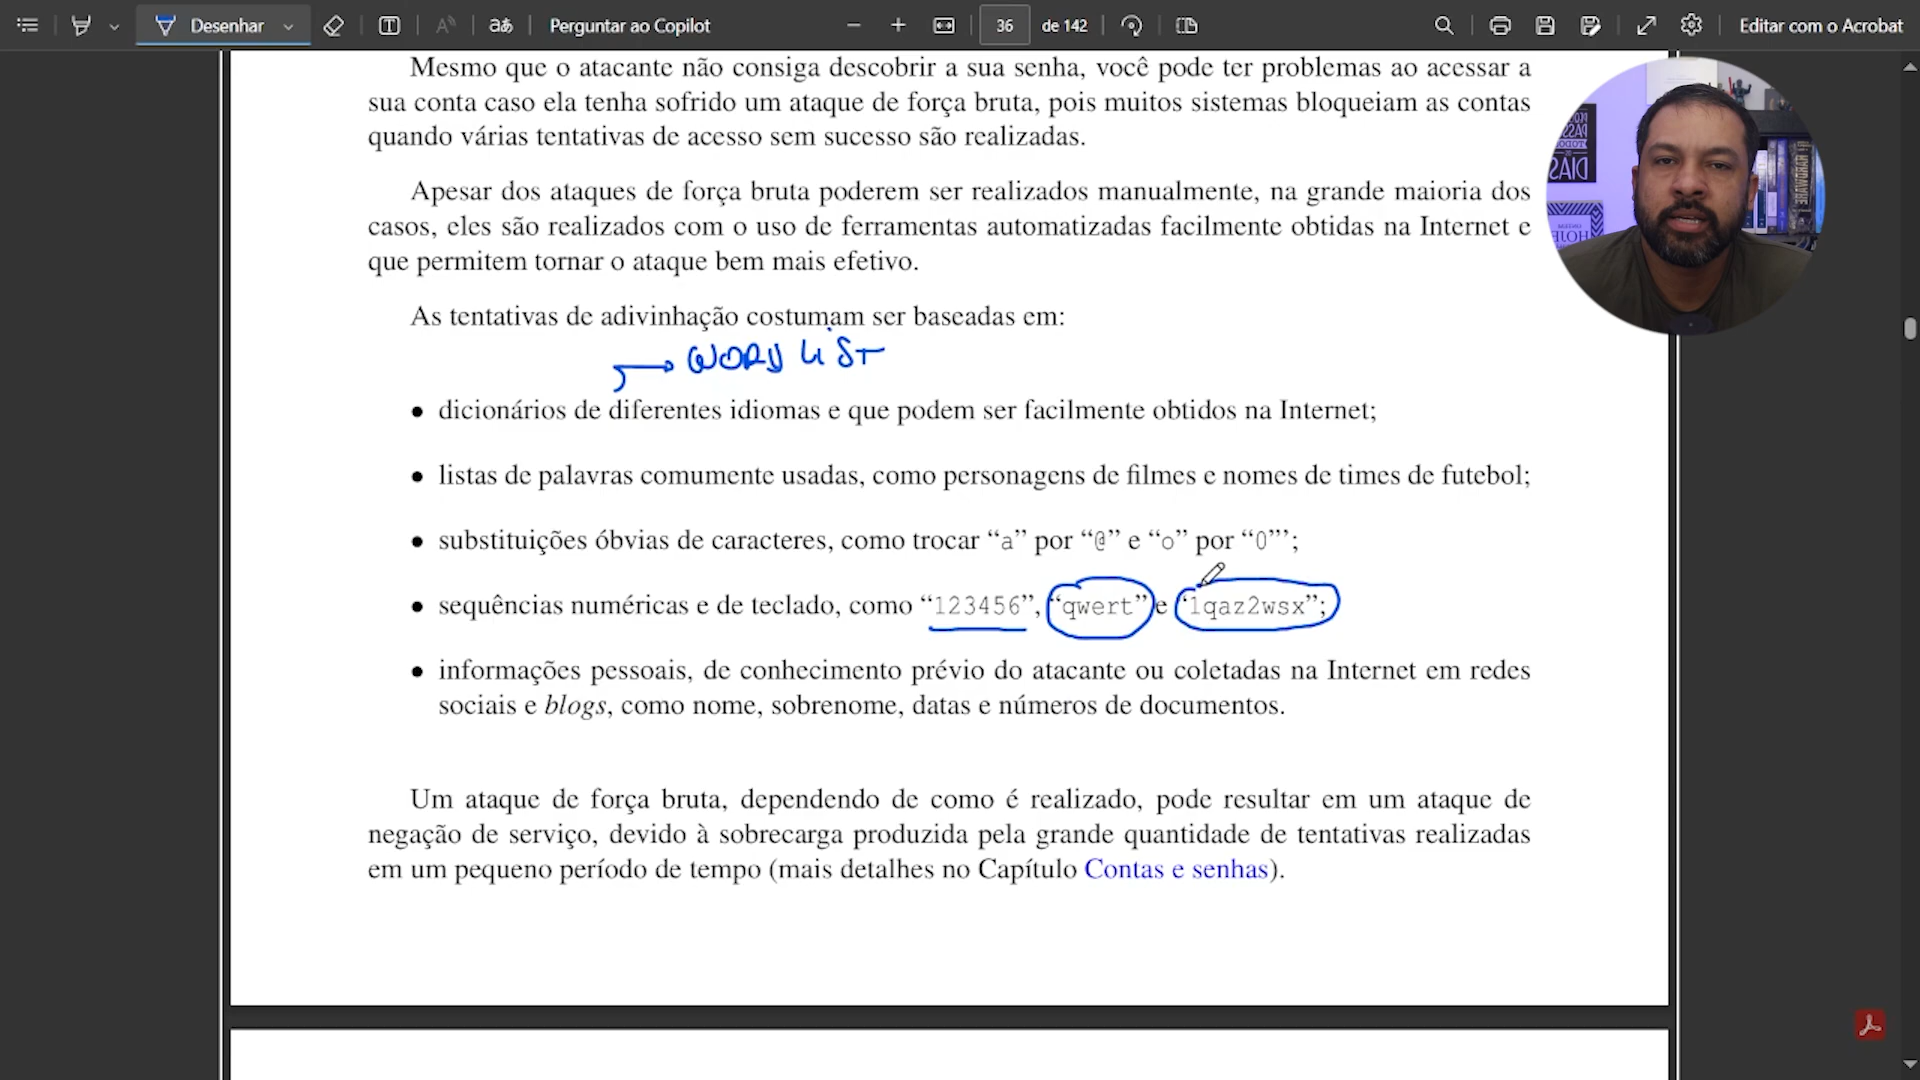 Desenhar
aあ
Perguntar ao Copilot
36
de 142
Editar com o Acrobat
Mesmo que o atacante não consiga descobrir a sua senha, você pode ter problemas ao acessar a
sua conta caso ela tenha sofrido um ataque de força bruta, pois muitos sistemas bloqueiam as contas
quando várias tentativas de acesso sem sucesso são realizadas.
Apesar dos ataques de força bruta poderem ser realizados manualmente, na grande maioria dos
casos, eles são realizados com o uso de ferramentas automatizadas facilmente obtidas na Internet e
que permitem tornar o ataque bem mais efetivo.
As tentativas de adivinhação costumam ser baseadas em:
WORD LIST
• dicionários de diferentes idiomas e que podem ser facilmente obtidos na Internet;
• listas de palavras comumente usadas, como personagens de filmes e nomes de times de futebol;
• substituições óbvias de caracteres, como trocar “a” por “@” e “o” por “0”’;
• sequências numéricas e de teclado, como “123456”, “qwert” e “1qaz2wsx”;
• informações pessoais, de conhecimento prévio do atacante ou coletadas na Internet em redes
sociais e blogs, como nome, sobrenome, datas e números de documentos.
Um ataque de força bruta, dependendo de como é realizado, pode resultar em um ataque de
negação de serviço, devido à sobrecarga produzida pela grande quantidade de tentativas realizadas
em um pequeno período de tempo (mais detalhes no Capítulo Contas e senhas).